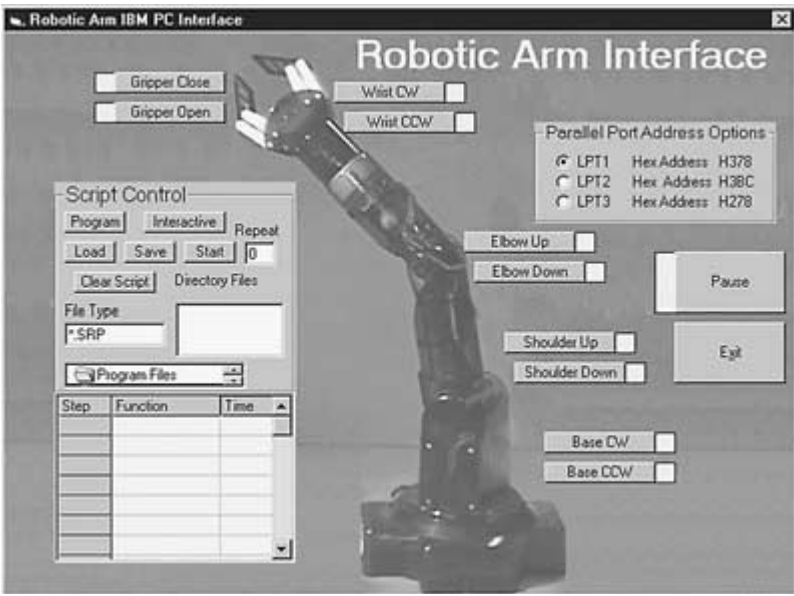 Robotic Arm IBM PC Interface
Robotic Arm Interface
Gripper Close
Gripper Open
Wrist CW
Wrist CCW
Parallel Port Address Options
LPT1 Hex Address H378
LPT2 Hex Address H3BC
LPT3 Hex Address H278
Script Control
Program Interactive Repeat
Load Save Start 0
Clear Script Directory Files
File Type
*.SRP
Program Files
Step Function Time
Elbow Up
Elbow Down
Pause
Shoulder Up
Shoulder Down
Exit
Base CW
Base CCW